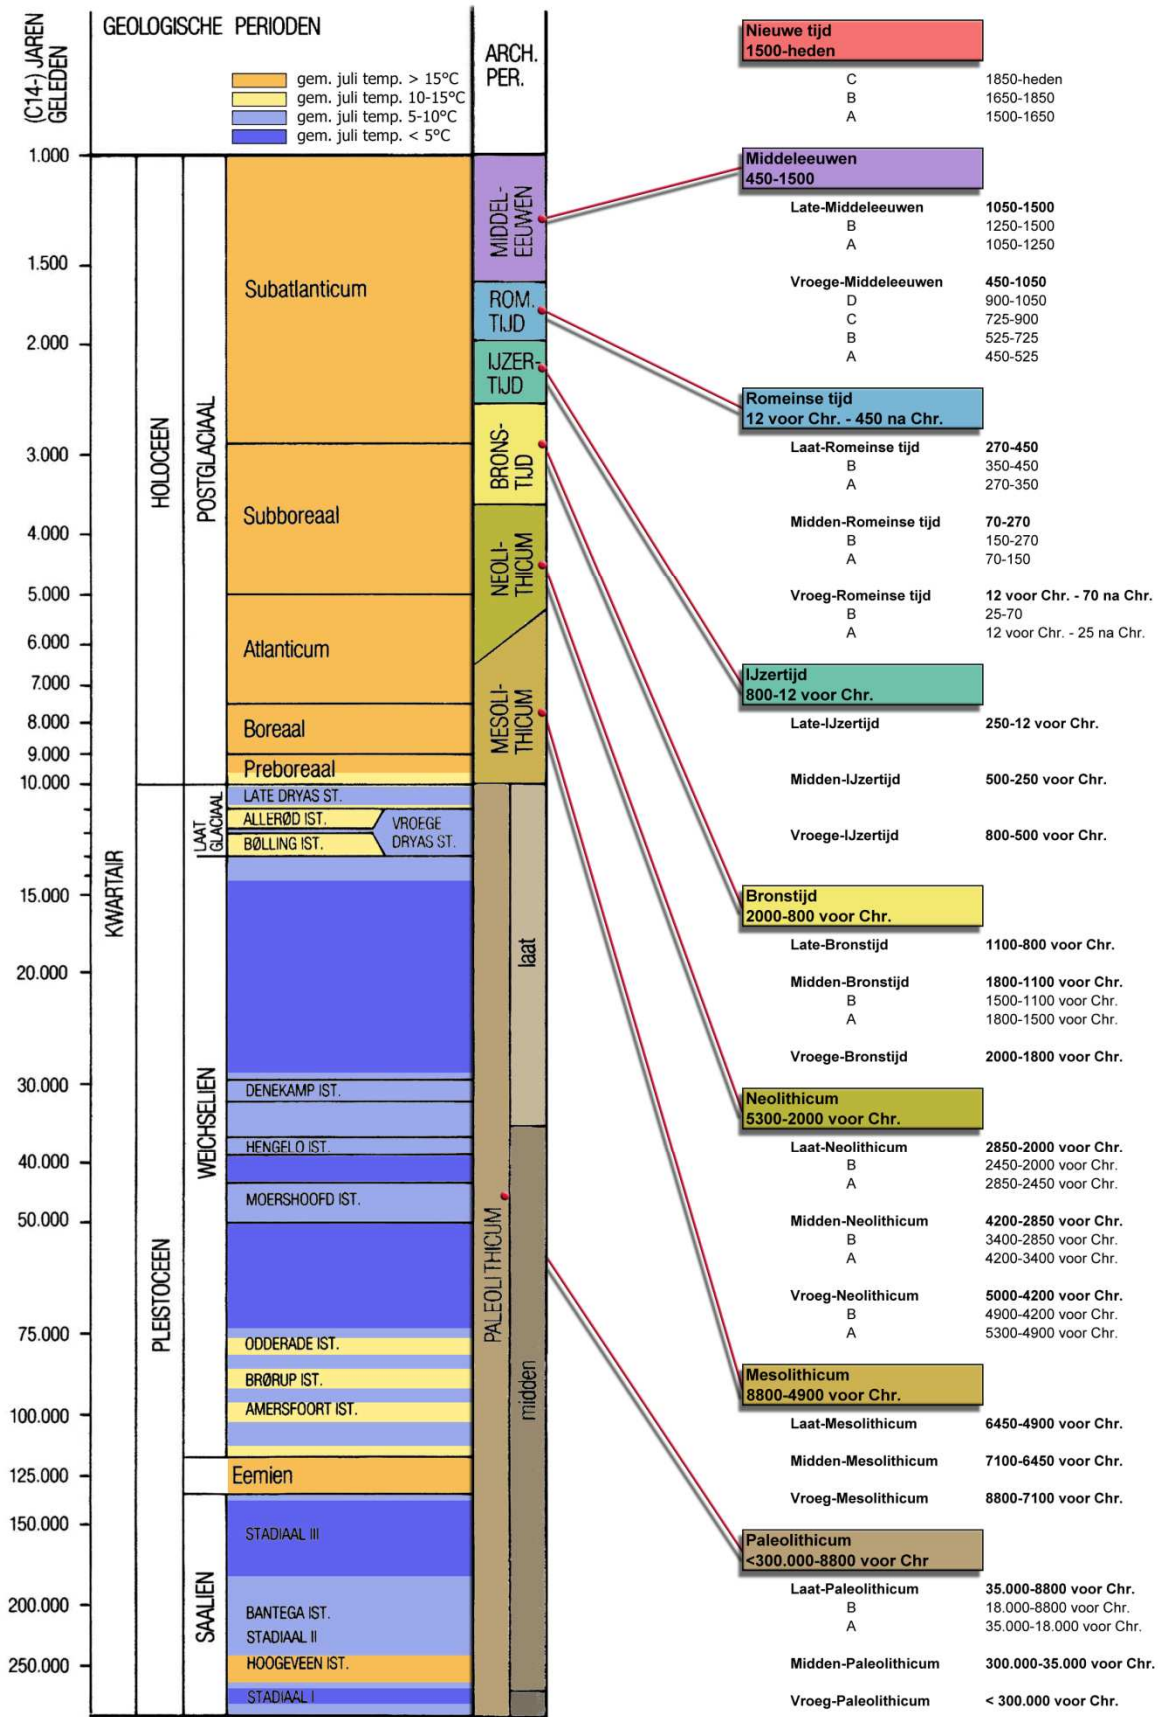 (C14-) JAREN
GELEDEN
GEOLOGISCHE PERIODEN
gem. juli temp. > 15°C
gem. juli temp. 10-15°C
gem. juli temp. 5-10°C
gem. juli temp. < 5°C
ARCH.
PER.
1.000
1.500
2.000
3.000
4.000
5.000
6.000
7.000
8.000
9.000
10.000
15.000
20.000
30.000
40.000
50.000
75.000
100.000
125.000
150.000
200.000
250.000
KWARTAIR
HOLOCEEN
PLEISTOCEEN
POSTGLACIAAL
LAAT
GLACIAAL
WEICHSELIEN
SAALIEN
Subatlanticum
Subboreaal
Atlanticum
Boreaal
Preboreaal
LATE DRYAS ST.
ALLERØD IST.
VROEGE
DRYAS ST.
BØLLING IST.
DENEKAMP IST.
HENGELO IST.
MOERSHOOFD IST.
ODDERADE IST.
BRØRUP IST.
AMERSFOORT IST.
Eemien
STADIAAL III
BANTEGA IST.
STADIAAL II
HOOGEVEEN IST.
STADIAAL I
MIDDEL-
EEUWEN
ROM.
TIJD
IJZER-
TIJD
BRONS-
TIJD
NEOLI-
THICUM
MESOLI-
THICUM
PALEOLITHICUM
laat
midden
Nieuwe tijd
1500-heden
C 1850-heden
B 1650-1850
A 1500-1650
Middeleeuwen
450-1500
Late-Middeleeuwen 1050-1500
B 1250-1500
A 1050-1250
Vroege-Middeleeuwen 450-1050
D 900-1050
C 725-900
B 525-725
A 450-525
Romeinse tijd
12 voor Chr. - 450 na Chr.
Laat-Romeinse tijd 270-450
B 350-450
A 270-350
Midden-Romeinse tijd 70-270
B 150-270
A 70-150
Vroeg-Romeinse tijd 12 voor Chr. - 70 na Chr.
B 25-70
A 12 voor Chr. - 25 na Chr.
IJzertijd
800-12 voor Chr.
Late-IJzertijd 250-12 voor Chr.
Midden-IJzertijd 500-250 voor Chr.
Vroege-IJzertijd 800-500 voor Chr.
Bronstijd
2000-800 voor Chr.
Late-Bronstijd 1100-800 voor Chr.
Midden-Bronstijd 1800-1100 voor Chr.
B 1500-1100 voor Chr.
A 1800-1500 voor Chr.
Vroege-Bronstijd 2000-1800 voor Chr.
Neolithicum
5300-2000 voor Chr.
Laat-Neolithicum 2850-2000 voor Chr.
B 2450-2000 voor Chr.
A 2850-2450 voor Chr.
Midden-Neolithicum 4200-2850 voor Chr.
B 3400-2850 voor Chr.
A 4200-3400 voor Chr.
Vroeg-Neolithicum 5000-4200 voor Chr.
B 4900-4200 voor Chr.
A 5300-4900 voor Chr.
Mesolithicum
8800-4900 voor Chr.
Laat-Mesolithicum 6450-4900 voor Chr.
Midden-Mesolithicum 7100-6450 voor Chr.
Vroeg-Mesolithicum 8800-7100 voor Chr.
Paleolithicum
<300.000-8800 voor Chr
Laat-Paleolithicum 35.000-8800 voor Chr.
B 18.000-8800 voor Chr.
A 35.000-18.000 voor Chr.
Midden-Paleolithicum 300.000-35.000 voor Chr.
Vroeg-Paleolithicum < 300.000 voor Chr.